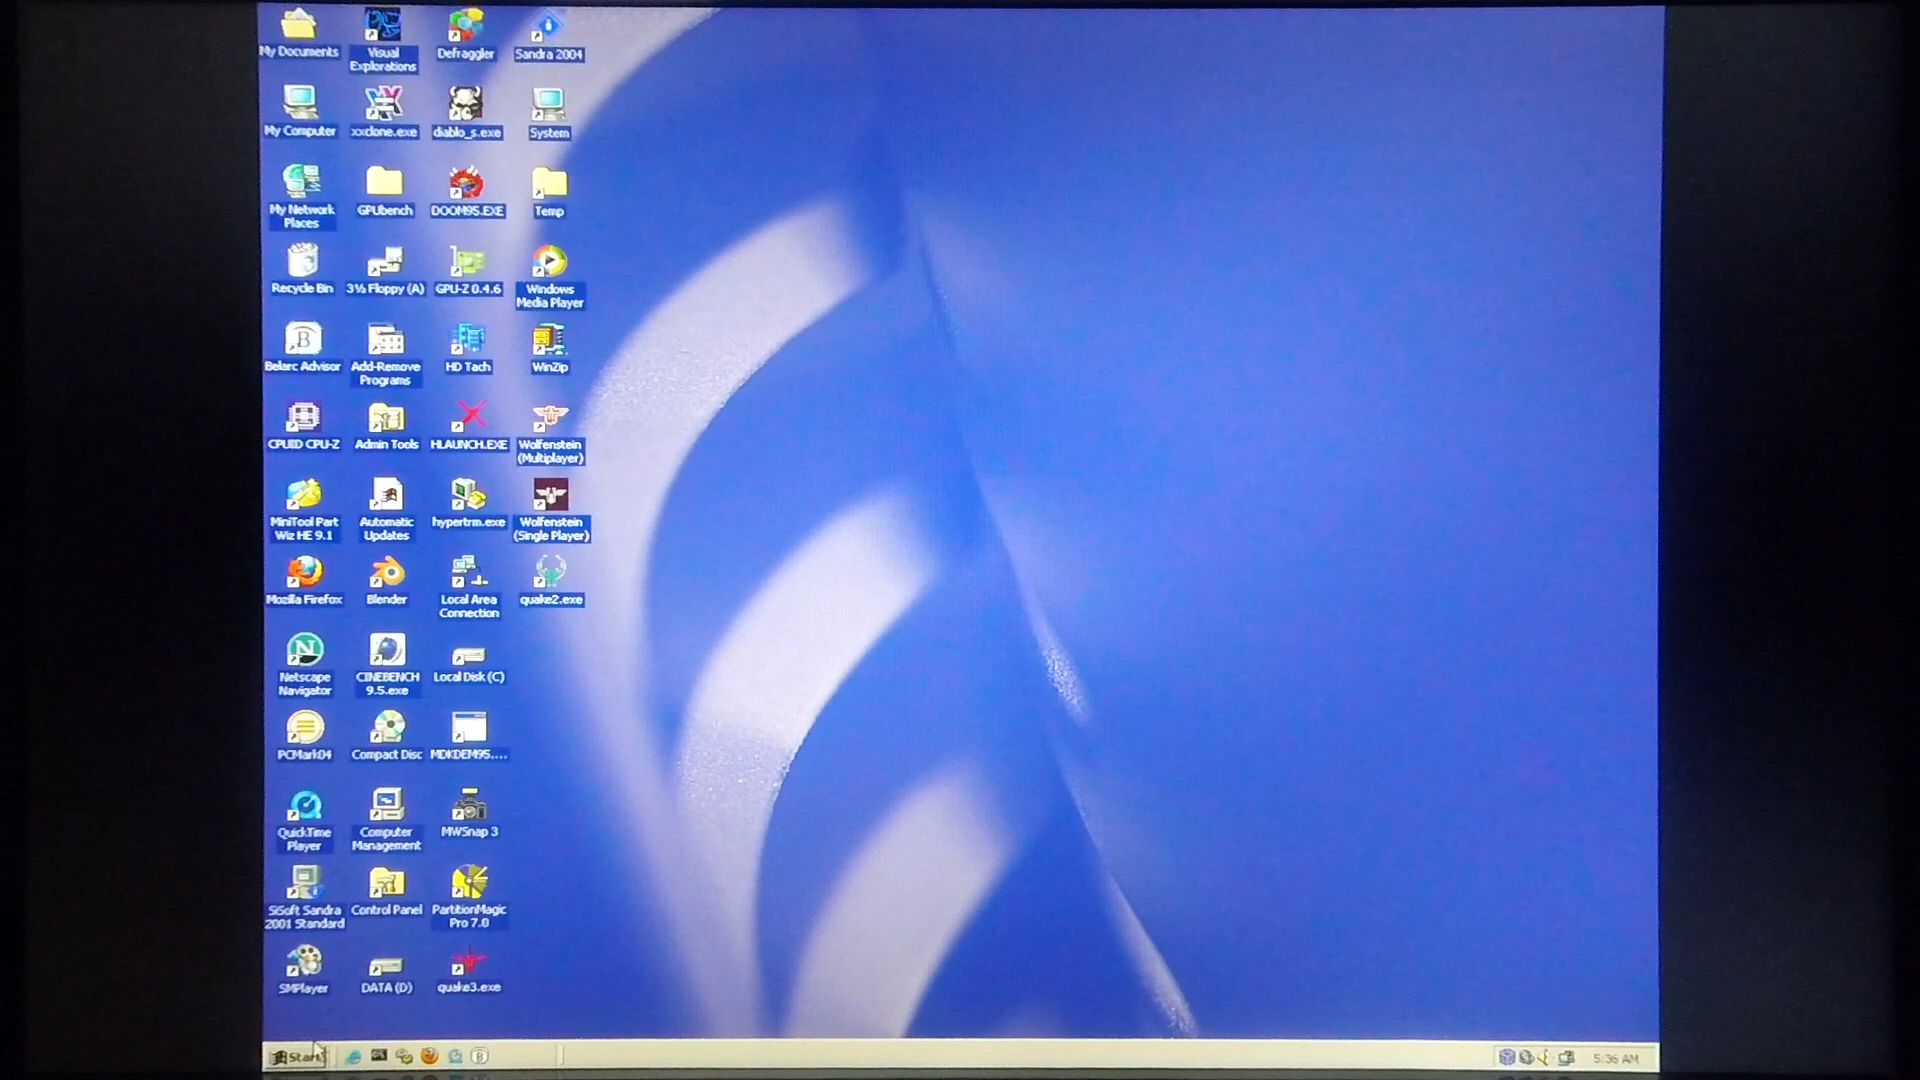 My Documents
Visual
Explorations
Defraggler
Sandra 2004
My Computer
xxclone.exe
diablo_s.exe
System
My Network
Places
GPUbench
DOOM95.EXE
Temp
Recycle Bin
3½ Floppy (A)
GPU-Z 0.4.6
Windows
Media Player
Belarc Advisor
Add-Remove
Programs
HD Tach
WinZip
CPUID CPU-Z
Admin Tools
HLAUNCH.EXE
Wolfenstein
(Multiplayer)
MiniTool Part
Wiz HE 9.1
Automatic
Updates
hypertrm.exe
Wolfenstein
(Single Player)
Mozilla Firefox
Blender
Local Area
Connection
quake2.exe
Netscape
Navigator
CINEBENCH
9.5.exe
Local Disk (C)
PCMark04
Compact Disc
MDKDEM95....
QuickTime
Player
Computer
Management
MWSnap 3
SiSoft Sandra
2001 Standard
Control Panel
PartitionMagic
Pro 7.0
SMPlayer
DATA (D)
quake3.exe
Start
5:36 AM